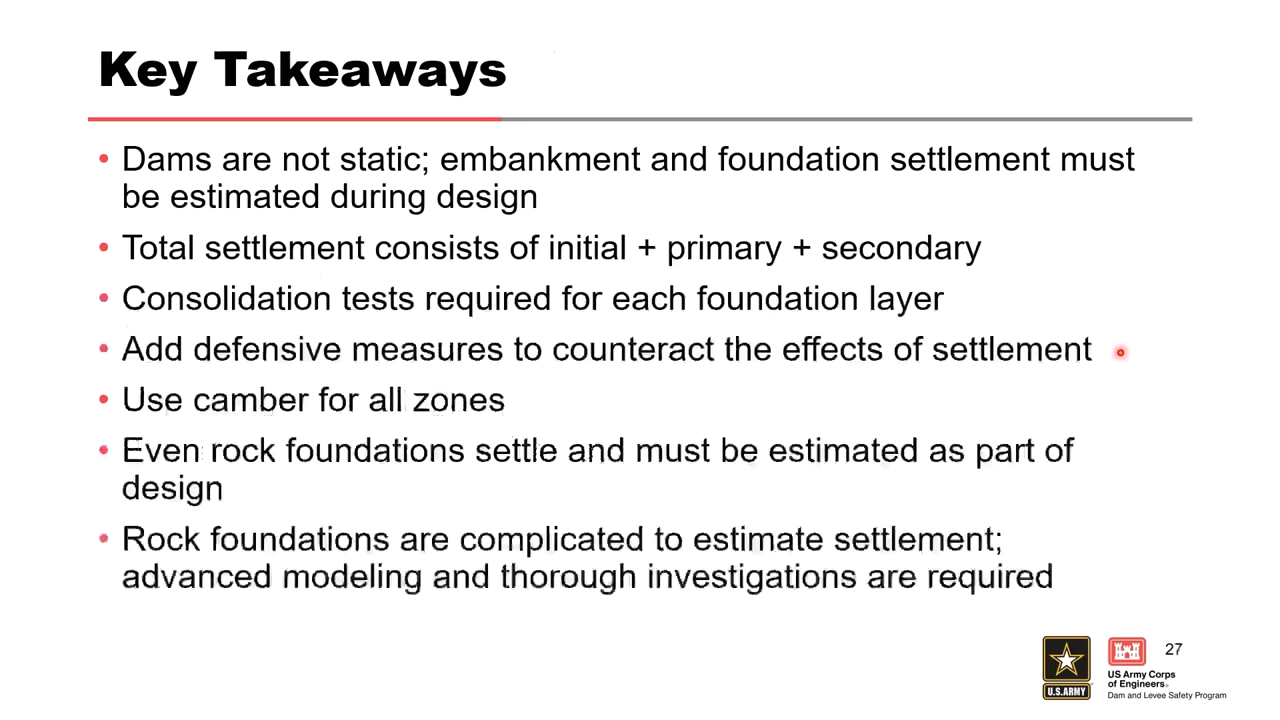 Key Takeaways
• Dams are not static; embankment and foundation settlement must
be estimated during design
• Total settlement consists of initial + primary + secondary
• Consolidation tests required for each foundation layer
• Add defensive measures to counteract the effects of settlement
• Use camber for all zones
• Even rock foundations settle and must be estimated as part of
design
• Rock foundations are complicated to estimate settlement;
advanced modeling and thorough investigations are required
27
U.S.ARMY
US Army Corps
of Engineers®
Dam and Levee Safety Program